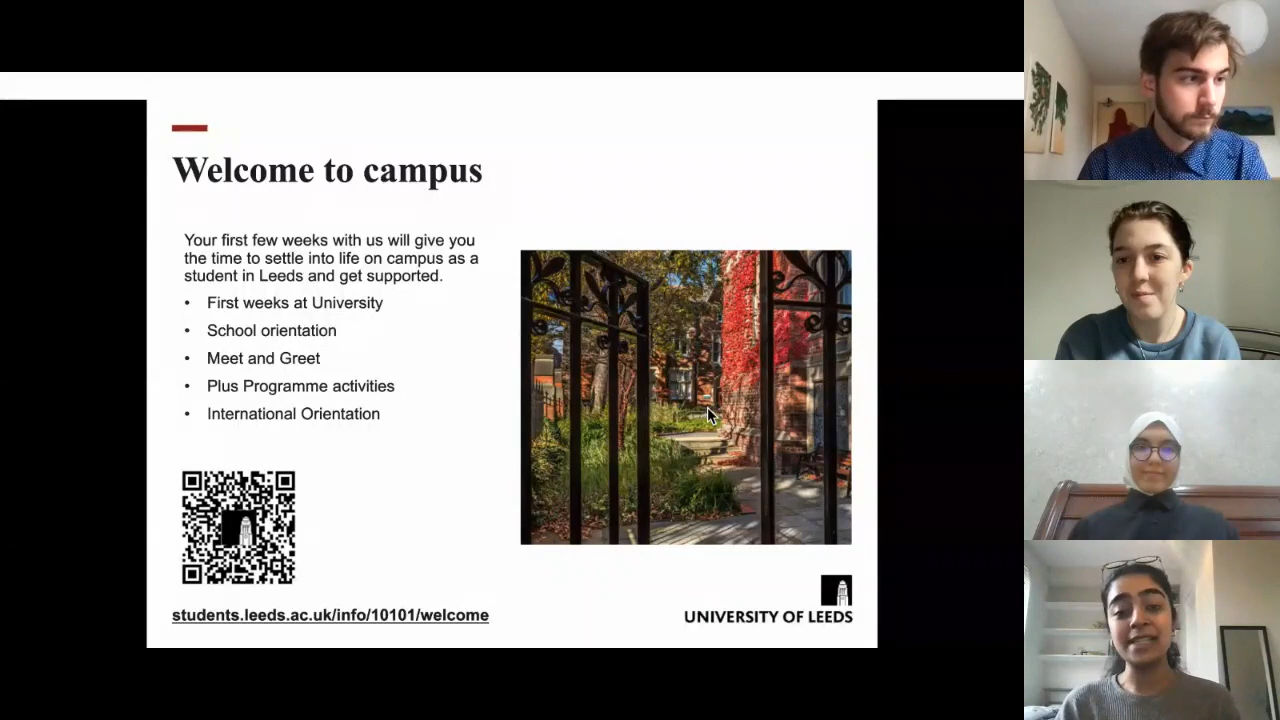 Welcome to campus
Your first few weeks with us will give you
the time to settle into life on campus as a
student in Leeds and get supported.
• First weeks at University
• School orientation
• Meet and Greet
• Plus Programme activities
• International Orientation
students.leeds.ac.uk/info/10101/welcome
UNIVERSITY OF LEEDS